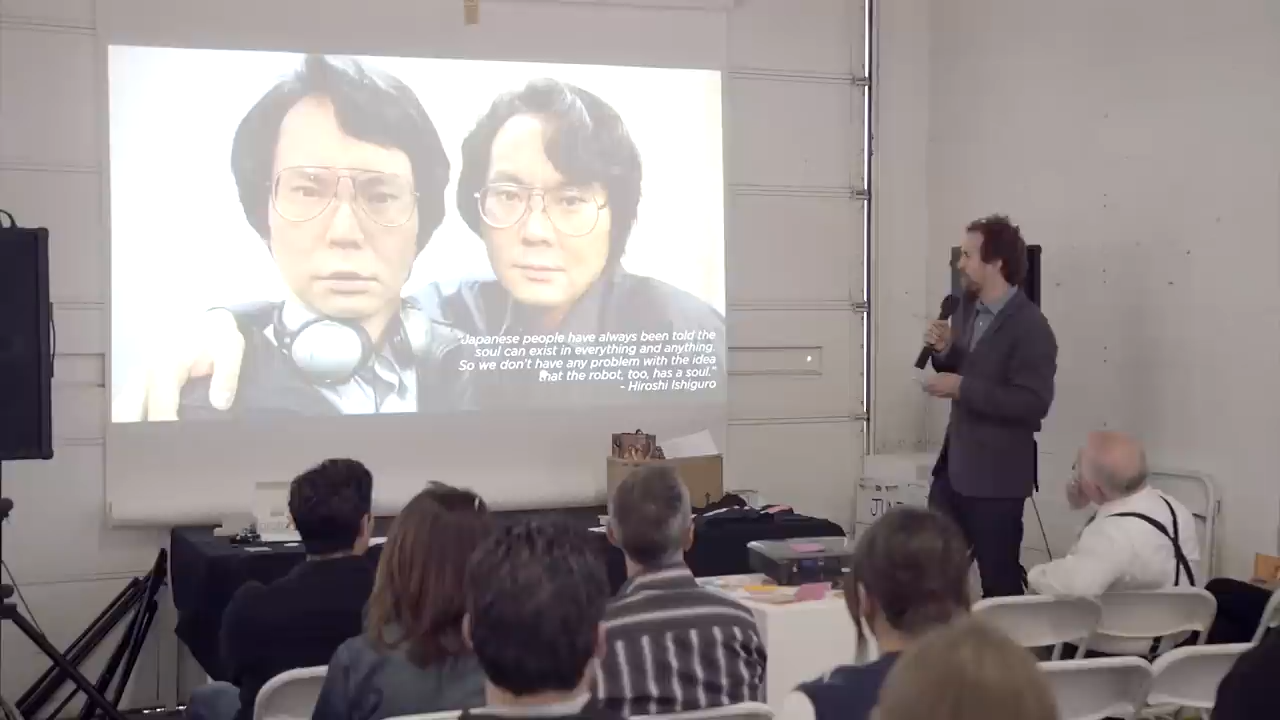 "Japanese people have always been told the
soul can exist in everything and anything.
So we don't have any problem with the idea
that the robot, too, has a soul."
- Hiroshi Ishiguro